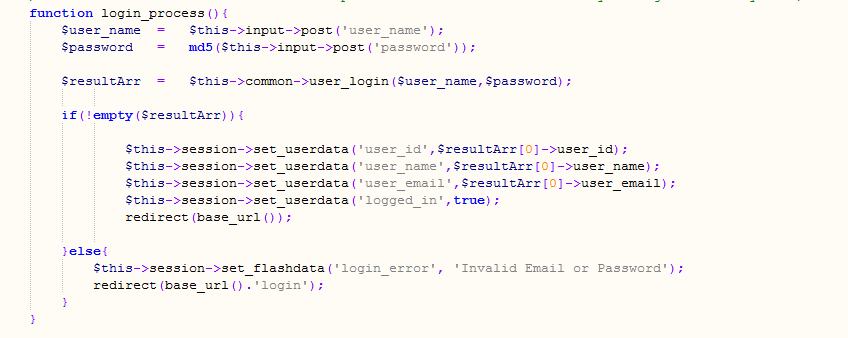 function login_process(){
$user_name = $this->input->post('user_name');
$password = md5($this->input->post('password'));
$resultArr = $this->common->user_login($user_name,$password);
if(!empty($resultArr)){
$this->session->set_userdata('user_id',$resultArr[0]->user_id);
$this->session->set_userdata('user_name',$resultArr[0]->user_name);
$this->session->set_userdata('user_email',$resultArr[0]->user_email);
$this->session->set_userdata('logged_in',true);
redirect(base_url());
}else{
$this->session->set_flashdata('login_error', 'Invalid Email or Password');
redirect(base_url().'login');
}
}